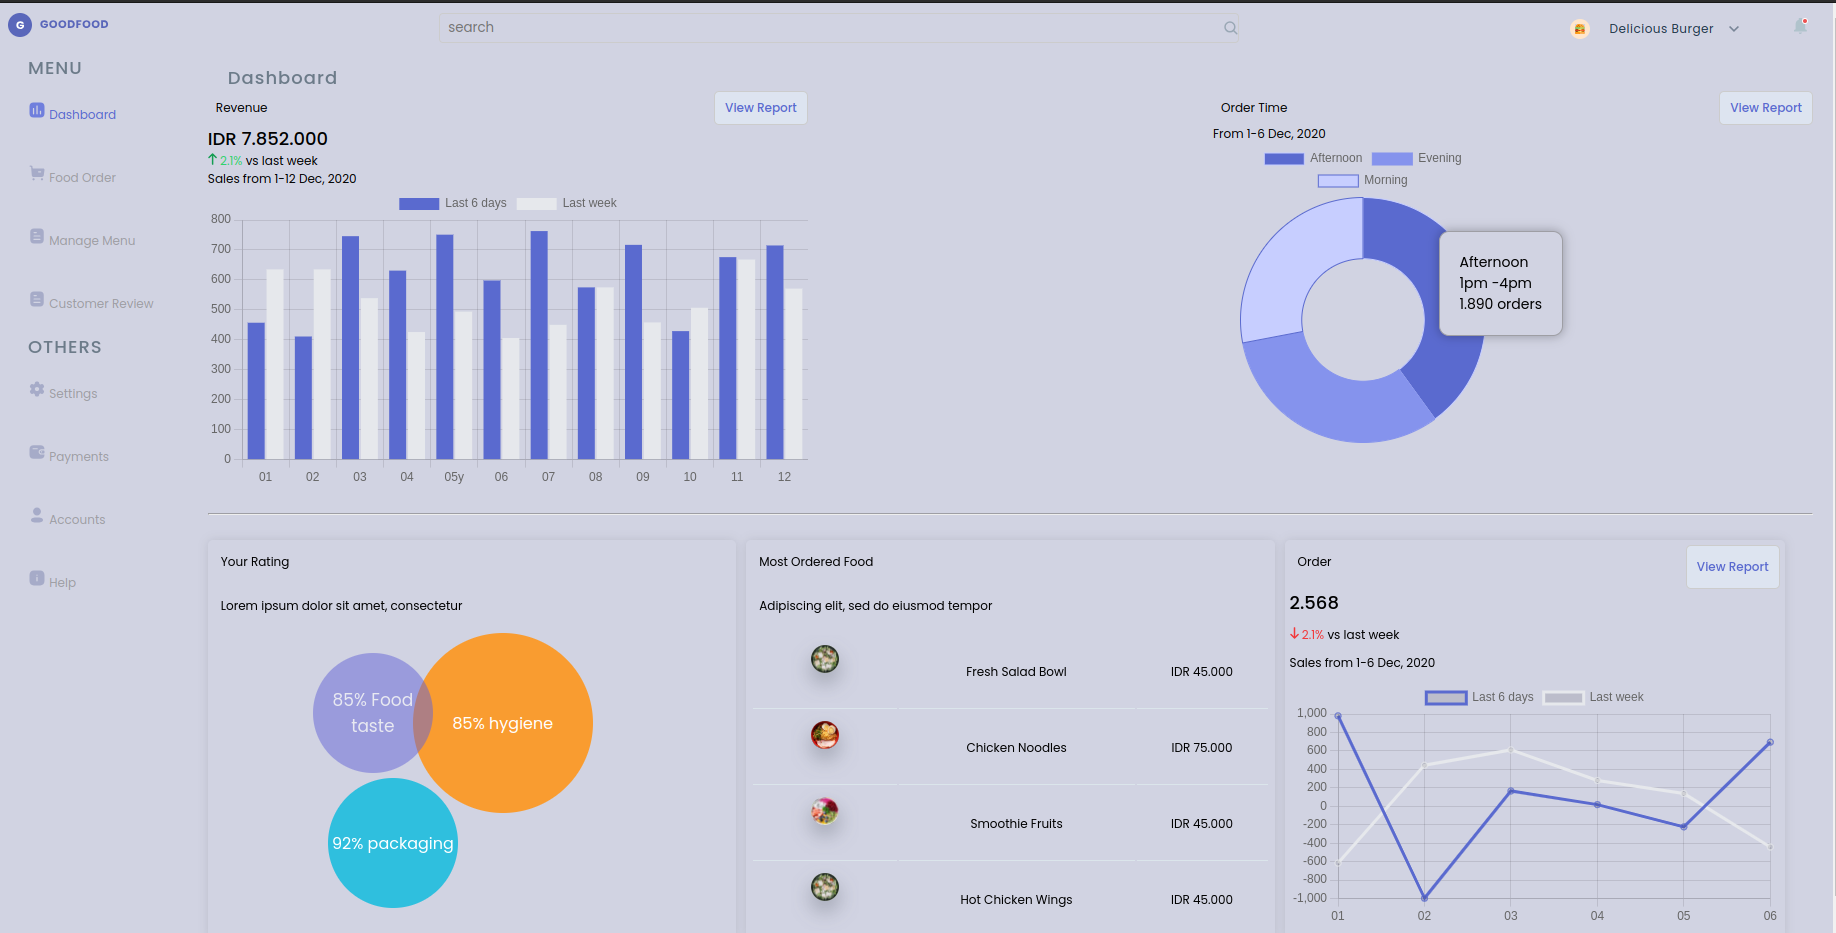 G GOODFOOD
search
Delicious Burger
MENU
Dashboard
Food Order
Manage Menu
Customer Review
OTHERS
Settings
Payments
Accounts
Help
Dashboard
Revenue
View Report
IDR 7.852.000
2.1% vs last week
Sales from 1-12 Dec, 2020
Last 6 days Last week
800
700
600
500
400
300
200
100
0
01 02 03 04 05y 06 07 08 09 10 11 12
Order Time
View Report
From 1-6 Dec, 2020
Afternoon Evening
Morning
Afternoon
1pm -4pm
1.890 orders
Your Rating
Lorem ipsum dolor sit amet, consectetur
85% Food
taste
85% hygiene
92% packaging
Most Ordered Food
Adipiscing elit, sed do eiusmod tempor
Fresh Salad Bowl IDR 45.000
Chicken Noodles IDR 75.000
Smoothie Fruits IDR 45.000
Hot Chicken Wings IDR 45.000
Order
View Report
2.568
2.1% vs last week
Sales from 1-6 Dec, 2020
Last 6 days Last week
1,000
800
600
400
200
0
-200
-400
-600
-800
-1,000
01 02 03 04 05 06